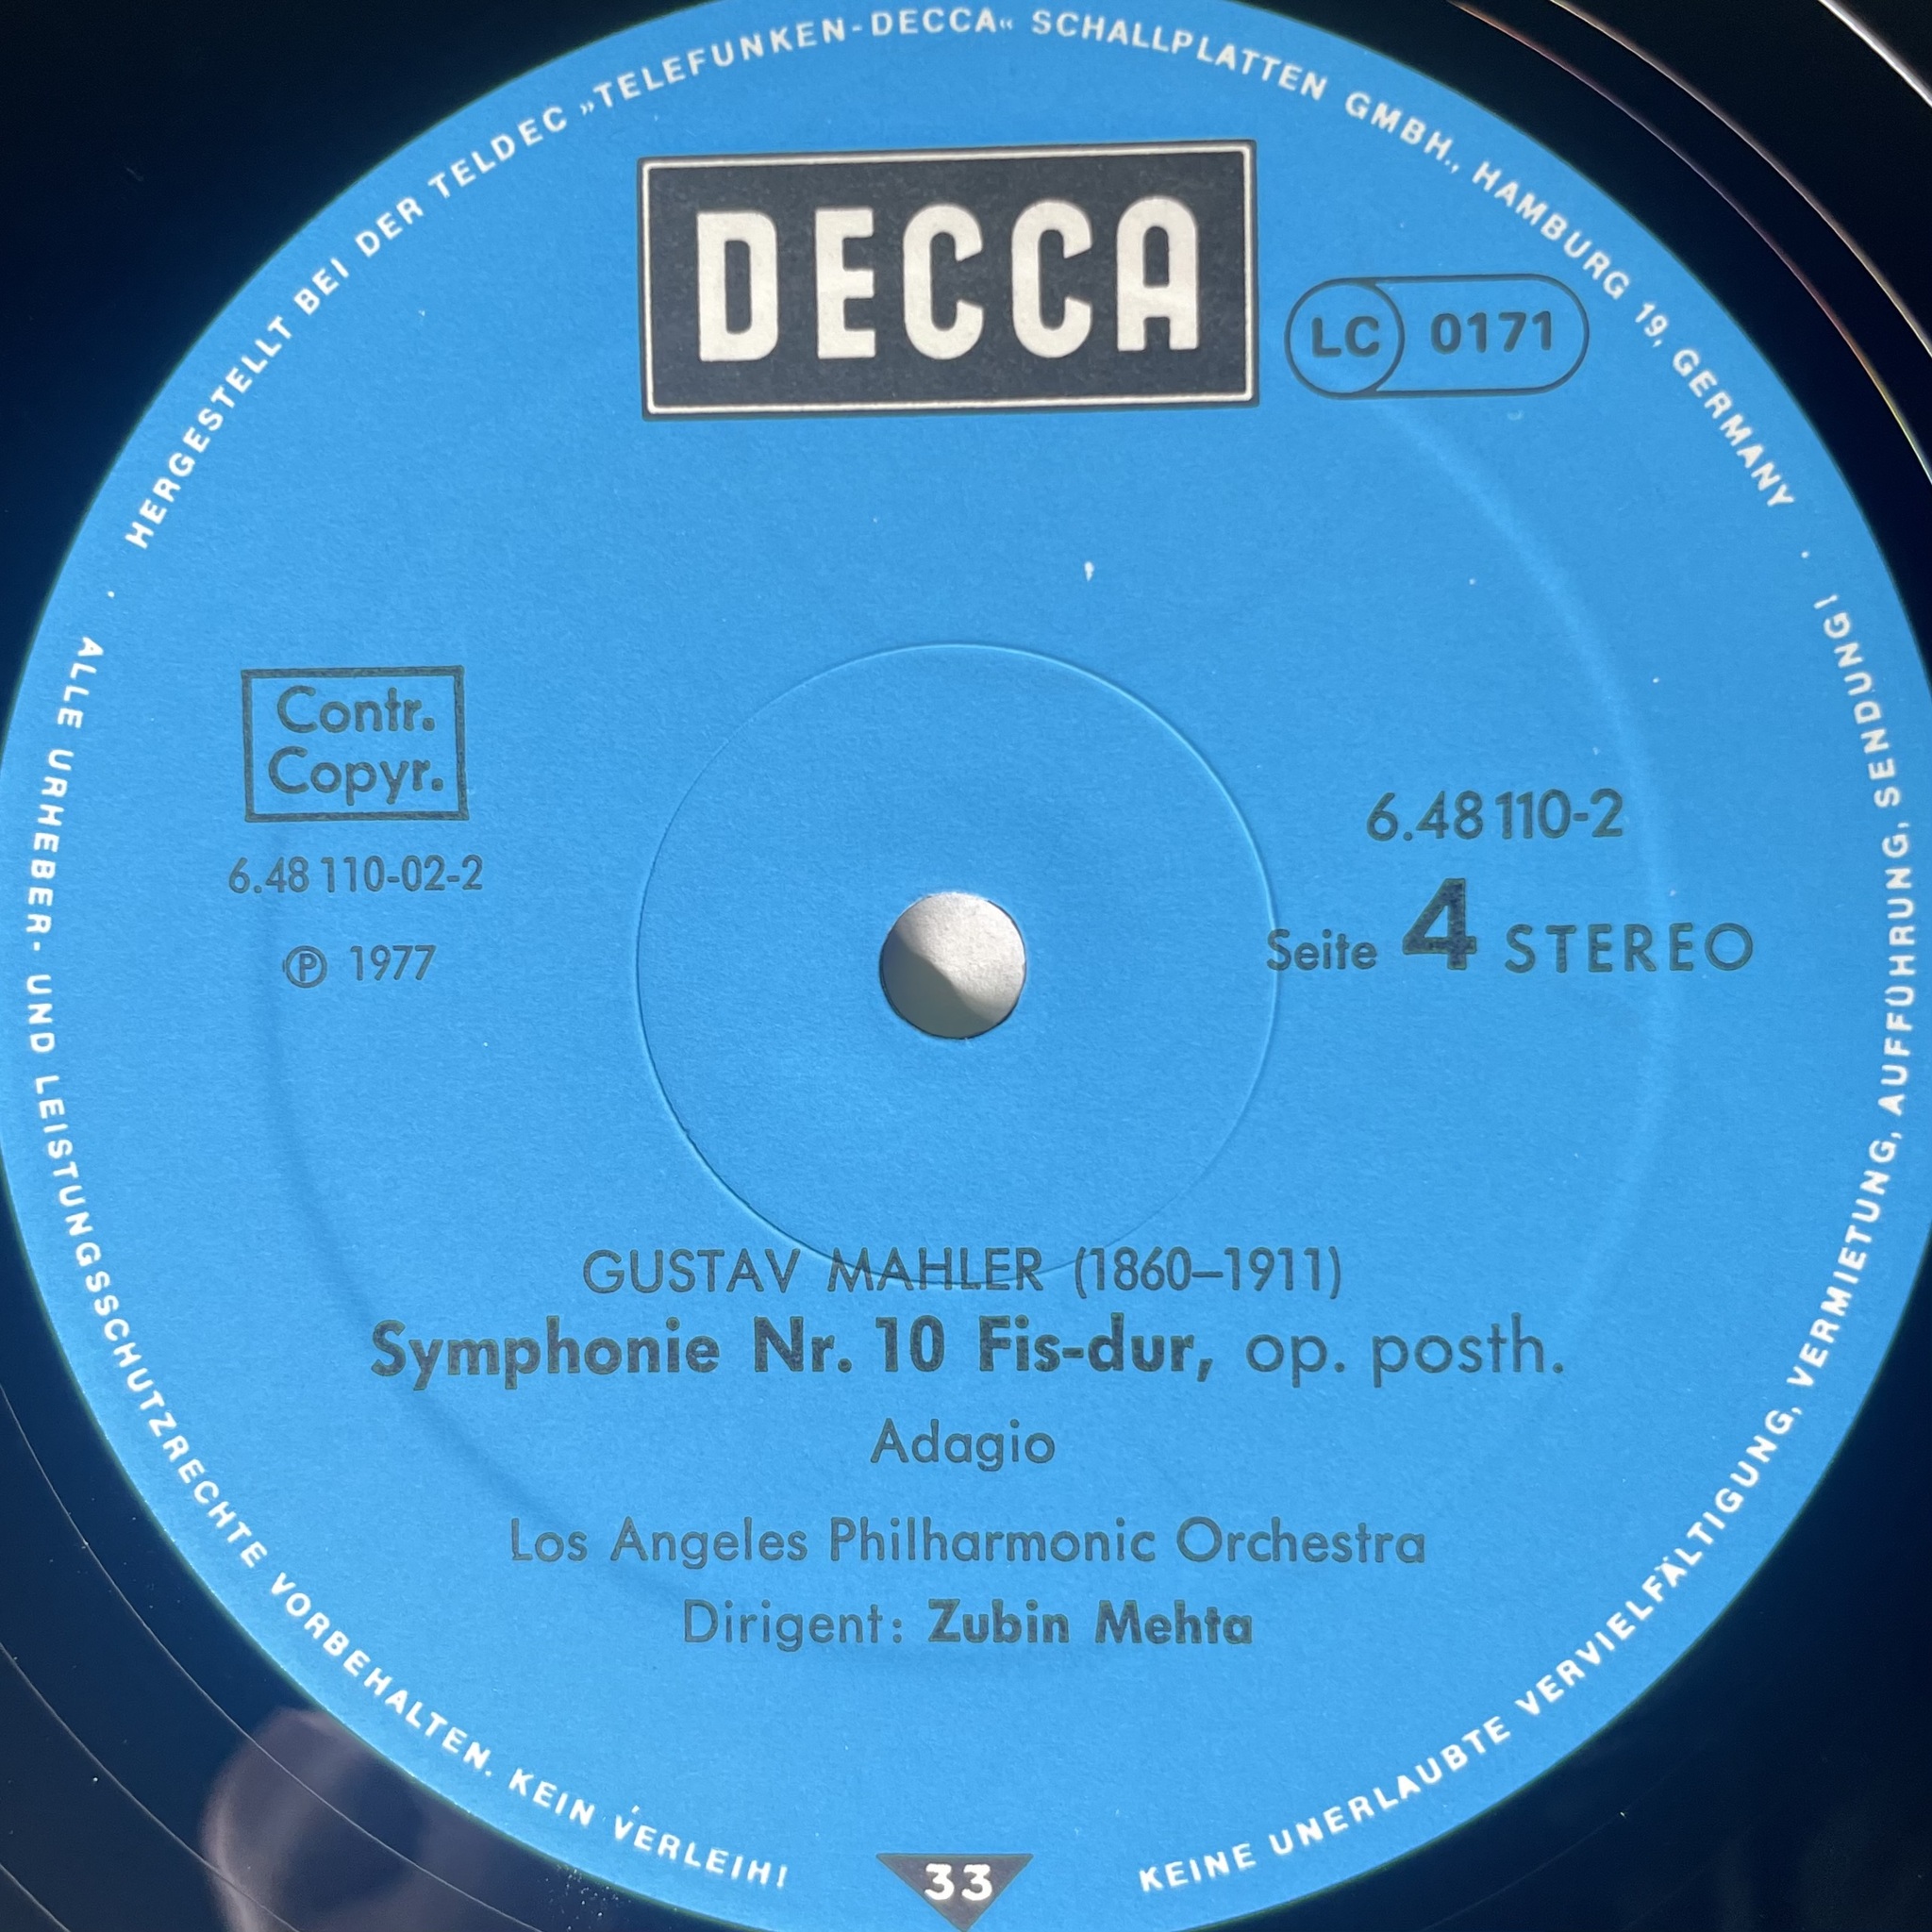 HERGESTELLT BEI DER TELDEC »TELEFUNKEN-DECCA« SCHALLPLATTEN GMBH., HAMBURG 19, GERMANY
DECCA
LC 0171
Contr.
Copyr.
6.48 110-02-2
℗ 1977
6.48 110-2
Seite 4 STEREO
GUSTAV MAHLER (1860–1911)
Symphonie Nr. 10 Fis-dur, op. posth.
Adagio
Los Angeles Philharmonic Orchestra
Dirigent: Zubin Mehta
ALLE URHEBER- UND LEISTUNGSSCHUTZRECHTE VORBEHALTEN. KEIN VERLEIH!
33
KEINE UNERLAUBTE VERVIELFÄLTIGUNG, VERMIETUNG, AUFFÜHRUNG, SENDUNG!